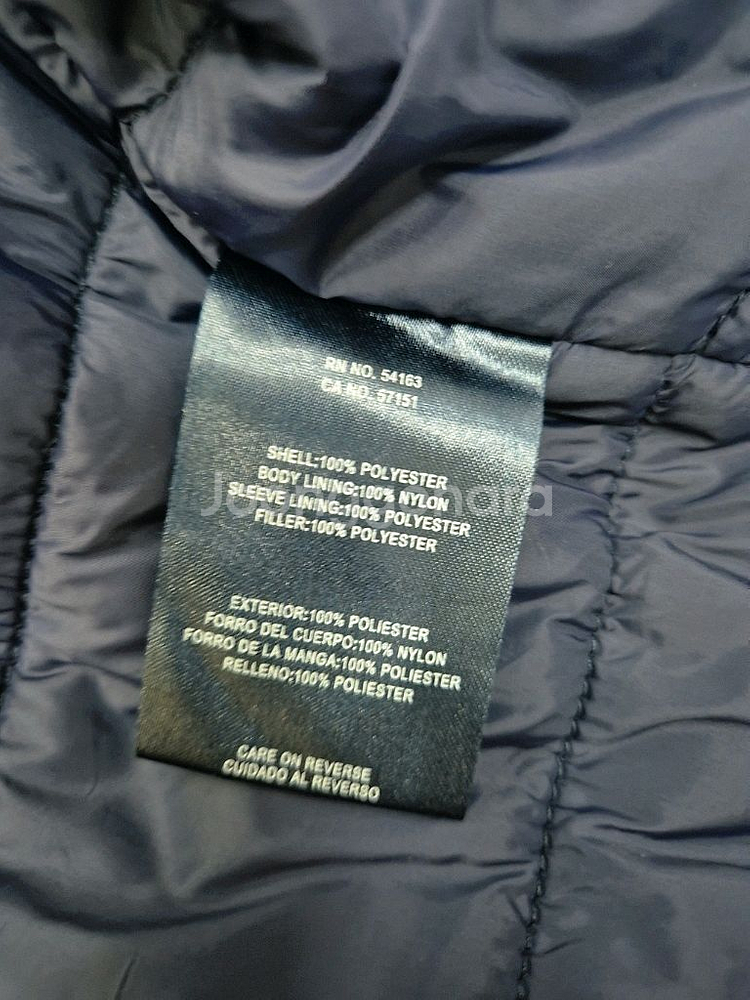 RN NO. 54163
CA NO. 57151
SHELL:100% POLYESTER
BODY LINING:100% NYLON
SLEEVE LINING:100% POLYESTER
FILLER:100% POLYESTER
EXTERIOR:100% POLIESTER
FORRO DEL CUERPO:100% NYLON
FORRO DE LA MANGA:100% POLIESTER
RELLENO:100% POLIESTER
CARE ON REVERSE
CUIDADO AL REVERSO